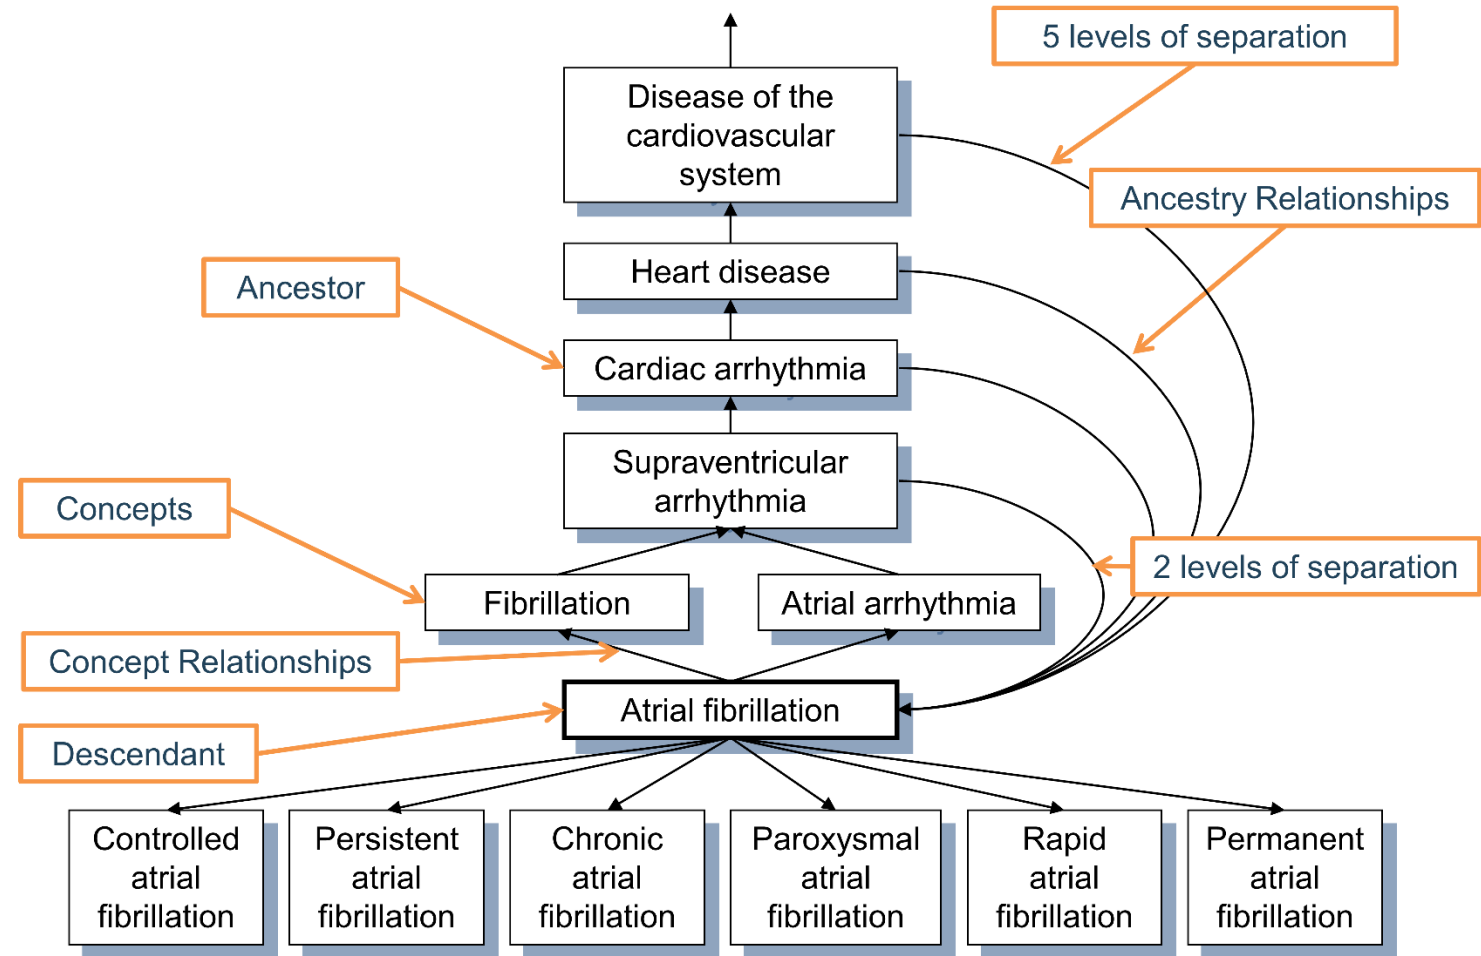 5 levels of separation
Disease of the
cardiovascular
system
Ancestry Relationships
Heart disease
Ancestor
Cardiac arrhythmia
Supraventricular
arrhythmia
Concepts
2 levels of separation
Fibrillation
Atrial arrhythmia
Concept Relationships
Atrial fibrillation
Descendant
Controlled
atrial
fibrillation
Persistent
atrial
fibrillation
Chronic
atrial
fibrillation
Paroxysmal
atrial
fibrillation
Rapid
atrial
fibrillation
Permanent
atrial
fibrillation